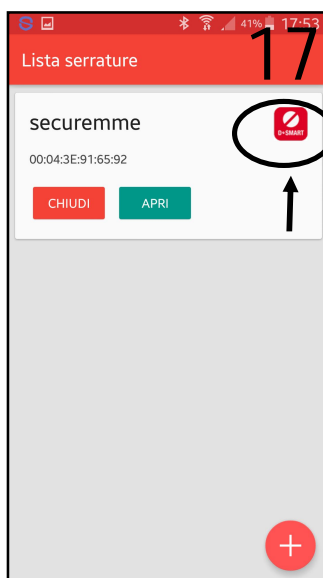 41% 17:53
17
Lista serrature
securemme
D-SMART
00:04:3E:91:65:92
CHIUDI APRI